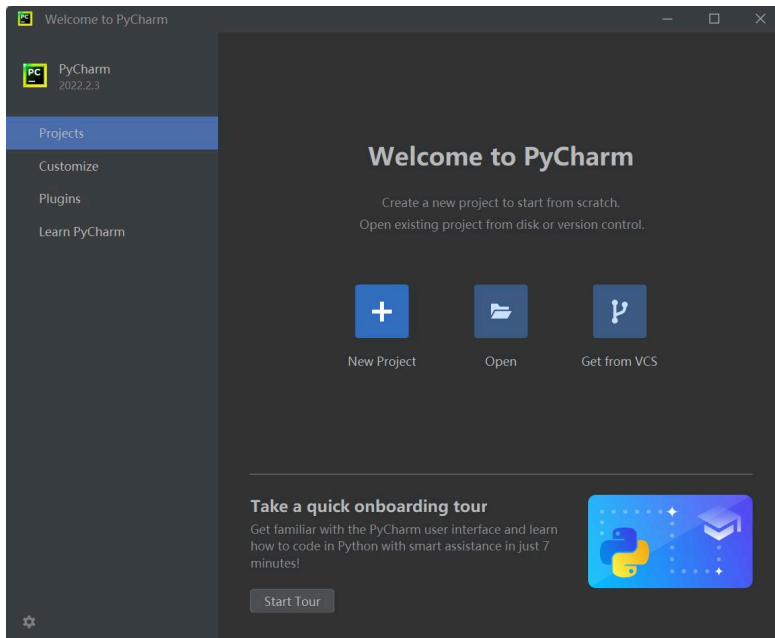 Welcome to PyCharm
PC
PyCharm
2022.2.3
Projects
Customize
Plugins
Learn PyCharm
Welcome to PyCharm
Create a new project to start from scratch.
Open existing project from disk or version control.
New Project
Open
Get from VCS
Take a quick onboarding tour
Get familiar with the PyCharm user interface and learn
how to code in Python with smart assistance in just 7
minutes!
Start Tour